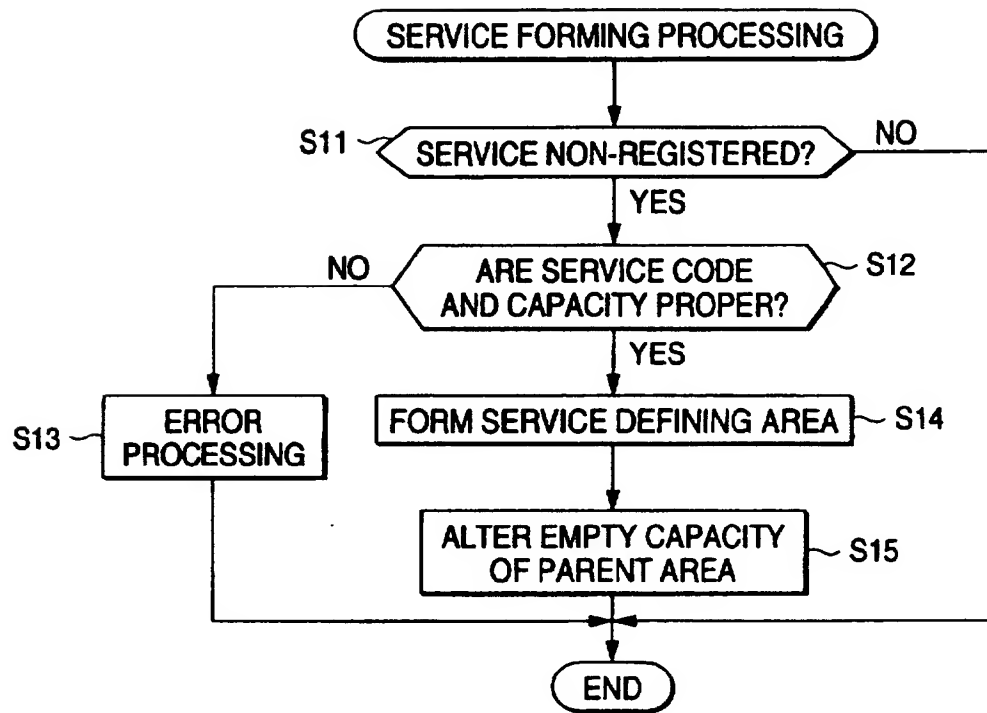 SERVICE FORMING PROCESSING
S11
SERVICE NON-REGISTERED?
NO
YES
NO
ARE SERVICE CODE
AND CAPACITY PROPER?
S12
YES
S13
ERROR
PROCESSING
FORM SERVICE DEFINING AREA
S14
ALTER EMPTY CAPACITY
OF PARENT AREA
S15
END